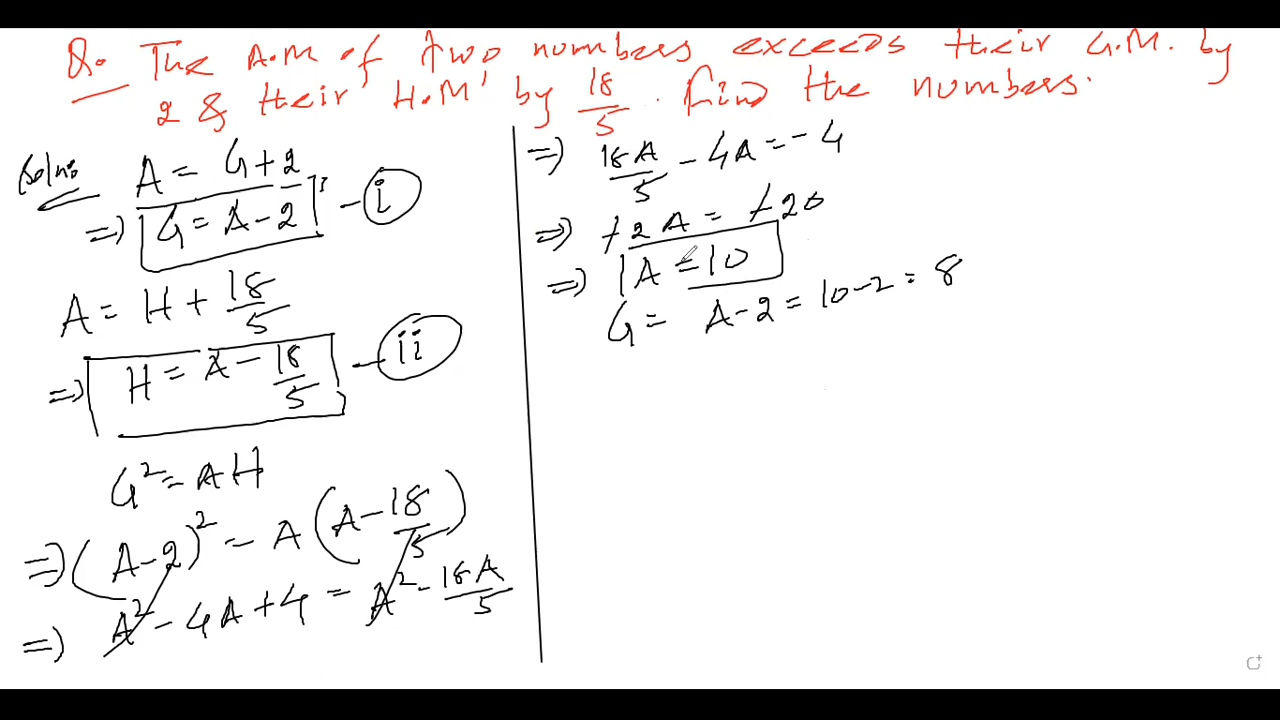 Q. The A.M of two numbers exceeds their G.M. by
2 & their H.M by 18/5. Find the numbers.
Soln:
A = G+2
=> G = A-2 - i
A = H + 18/5
=> H = A - 18/5 - ii
G² = AH
=> (A-2)² = A(A - 18/5)
=> A² - 4A + 4 = A² - 18A/5
=> 18A/5 - 4A = -4
=> +2A = +20
=> A = 10
G = A-2 = 10-2 = 8